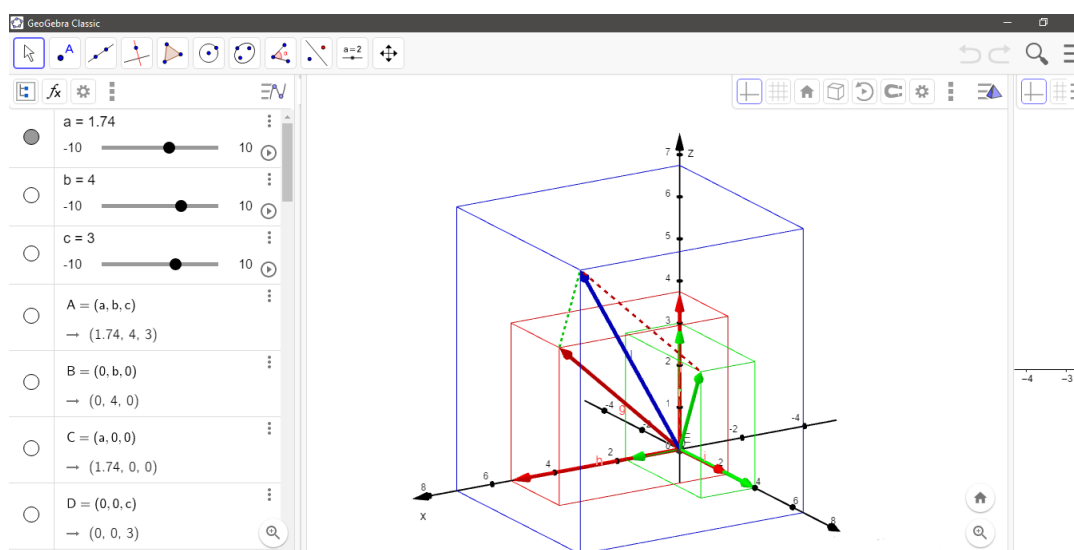 GeoGebra Classic
A
a=2
fx
a = 1.74
-10
10
b = 4
-10
10
c = 3
-10
10
A = (a, b, c)
→ (1.74, 4, 3)
B = (0, b, 0)
→ (0, 4, 0)
C = (a, 0, 0)
→ (1.74, 0, 0)
D = (0, 0, c)
→ (0, 0, 3)
7
z
6
5
4
3
2
1
-4
-2
-4
g
l
E
h
i
2
4
6
8
x
2
4
6
8
-4
-3